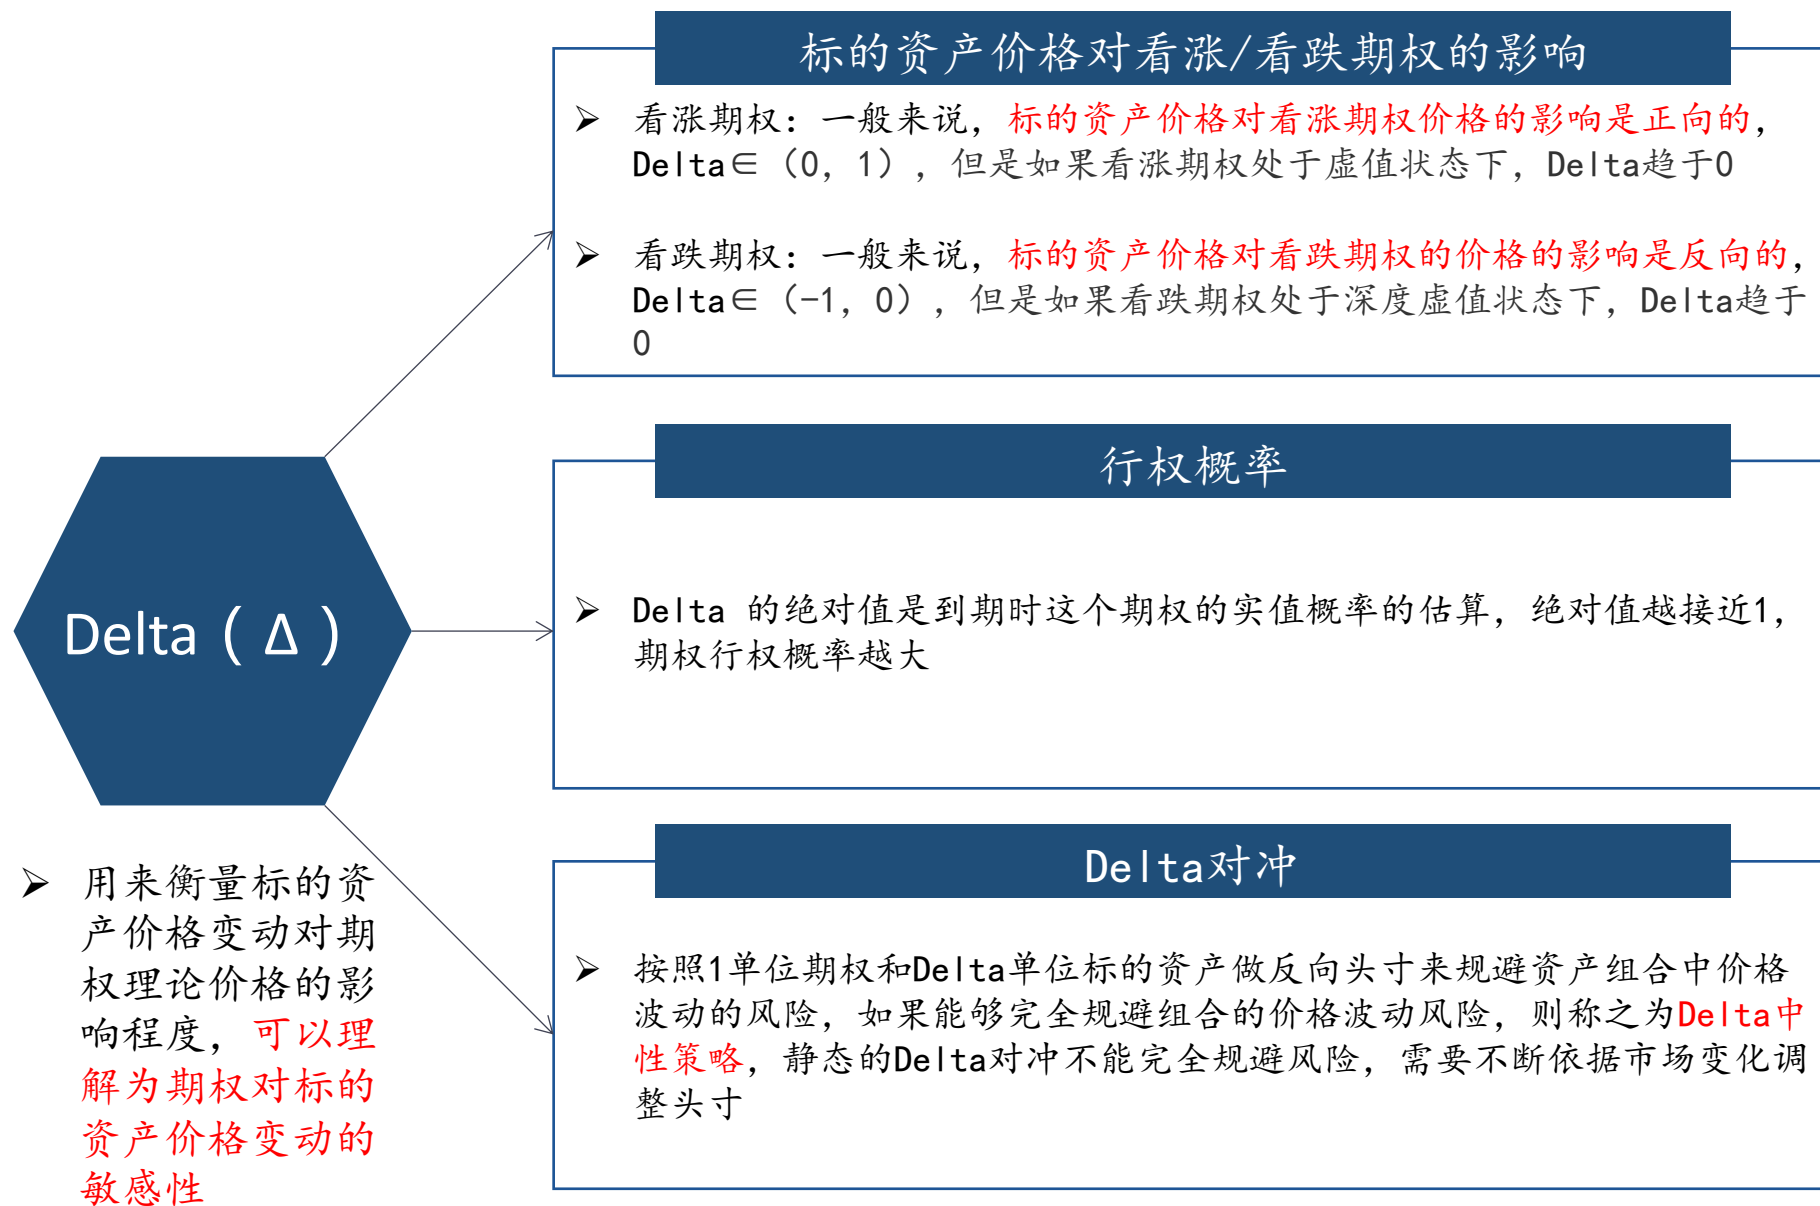 标的资产价格对看涨/看跌期权的影响
➢ 看涨期权：一般来说，标的资产价格对看涨期权价格的影响是正向的，
Delta∈（0, 1），但是如果看涨期权处于虚值状态下，Delta趋于0
➢ 看跌期权：一般来说，标的资产价格对看跌期权的价格的影响是反向的，
Delta∈（-1, 0），但是如果看跌期权处于深度虚值状态下，Delta趋于
0
行权概率
➢ Delta 的绝对值是到期时这个期权的实值概率的估算，绝对值越接近1，
期权行权概率越大
Delta（Δ）
➢ 用来衡量标的资
产价格变动对期
权理论价格的影
响程度，可以理
解为期权对标的
资产价格变动的
敏感性
Delta对冲
➢ 按照1单位期权和Delta单位标的资产做反向头寸来规避资产组合中价格
波动的风险，如果能够完全规避组合的价格波动风险，则称之为Delta中
性策略，静态的Delta对冲不能完全规避风险，需要不断依据市场变化调
整头寸